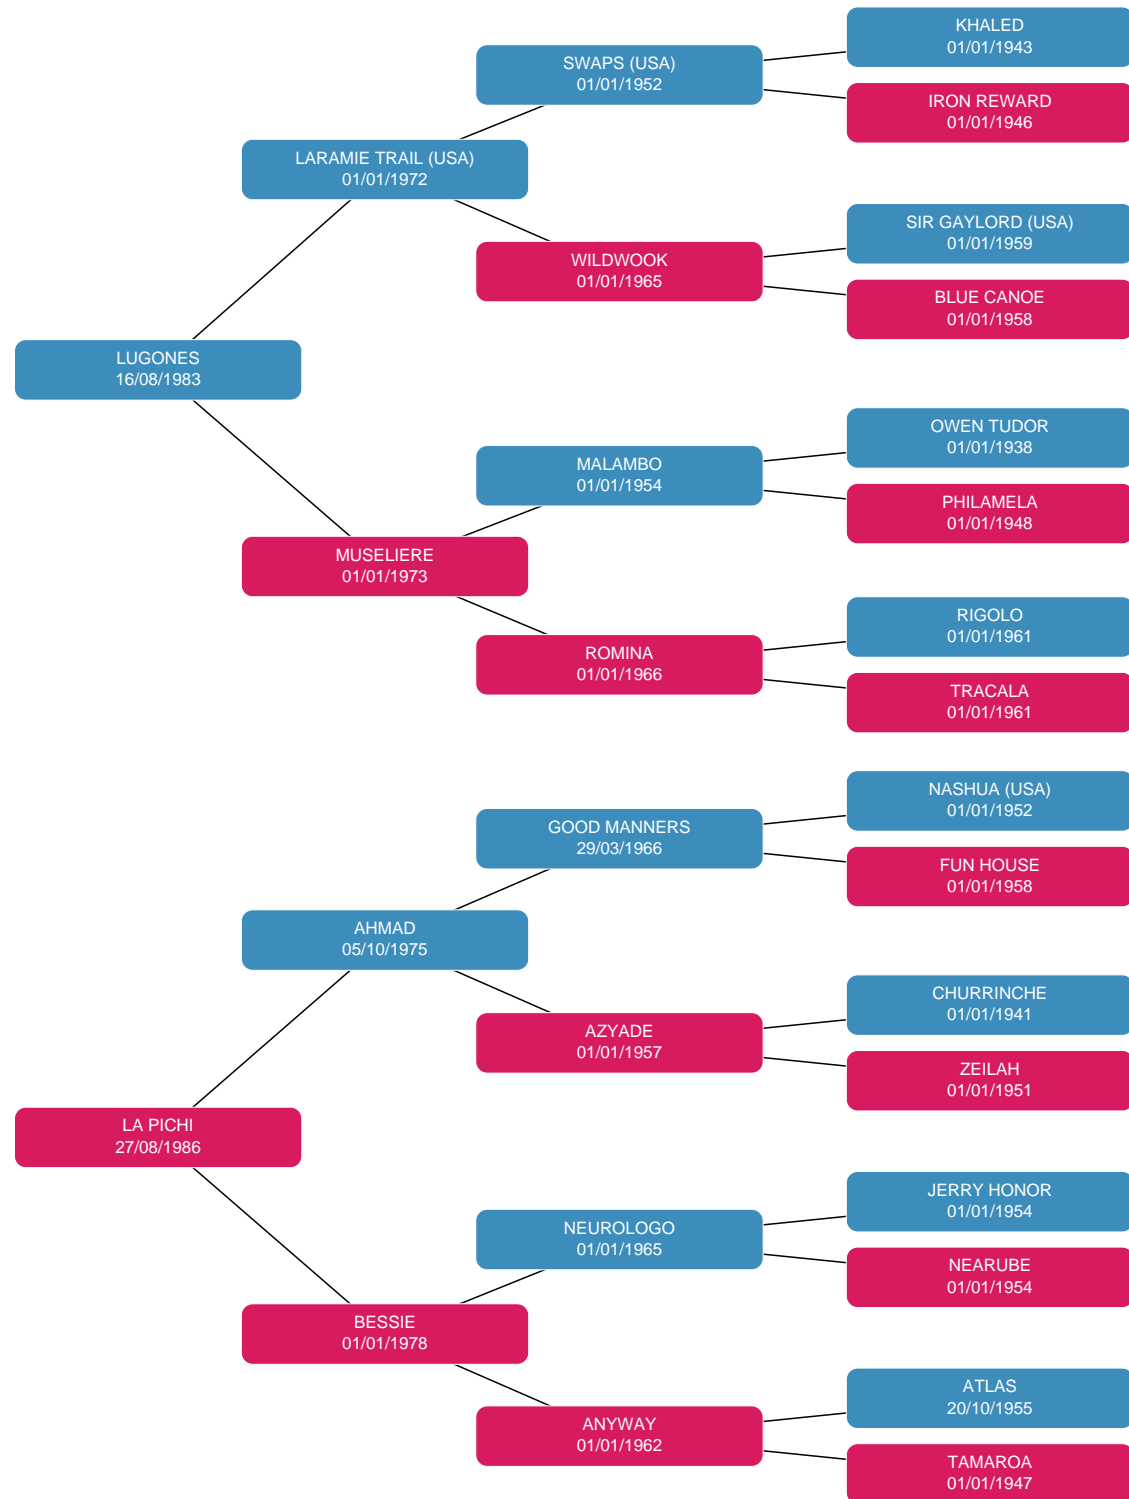 KHALED
01/01/1943
SWAPS (USA)
01/01/1952
IRON REWARD
01/01/1946
LARAMIE TRAIL (USA)
01/01/1972
SIR GAYLORD (USA)
01/01/1959
WILDWOOK
01/01/1965
BLUE CANOE
01/01/1958
LUGONES
16/08/1983
OWEN TUDOR
01/01/1938
MALAMBO
01/01/1954
PHILAMELA
01/01/1948
MUSELIERE
01/01/1973
RIGOLO
01/01/1961
ROMINA
01/01/1966
TRACALA
01/01/1961
NASHUA (USA)
01/01/1952
GOOD MANNERS
29/03/1966
FUN HOUSE
01/01/1958
AHMAD
05/10/1975
CHURRINCHE
01/01/1941
AZYADE
01/01/1957
ZEILAH
01/01/1951
LA PICHI
27/08/1986
JERRY HONOR
01/01/1954
NEUROLOGO
01/01/1965
NEARUBE
01/01/1954
BESSIE
01/01/1978
ATLAS
20/10/1955
ANYWAY
01/01/1962
TAMAROA
01/01/1947